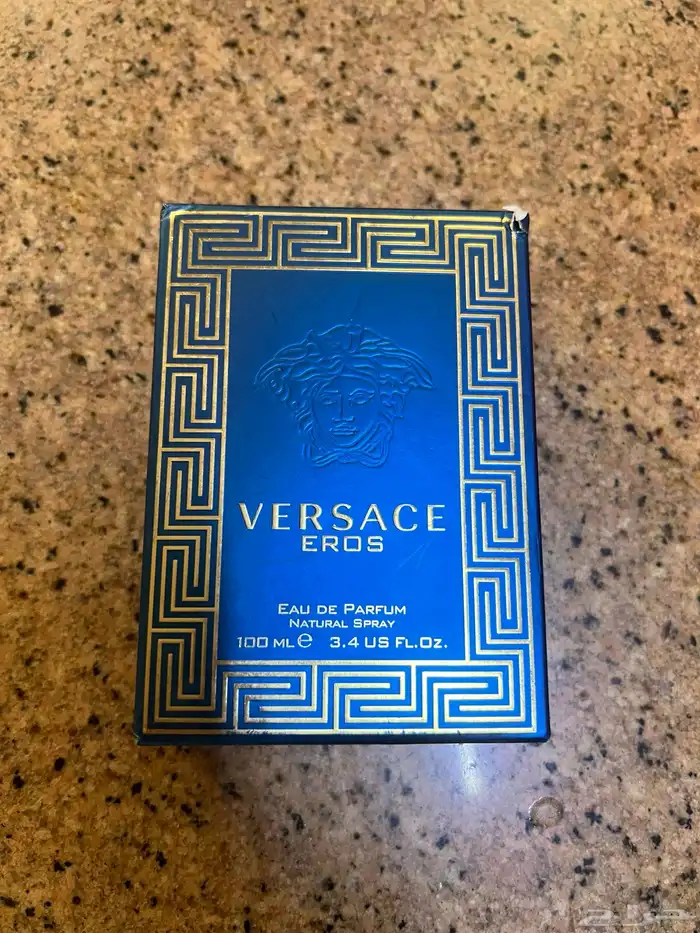 VERSACE
EROS
EAU DE PARFUM
NATURAL SPRAY
100 ML℮ 3.4 US FL.OZ.